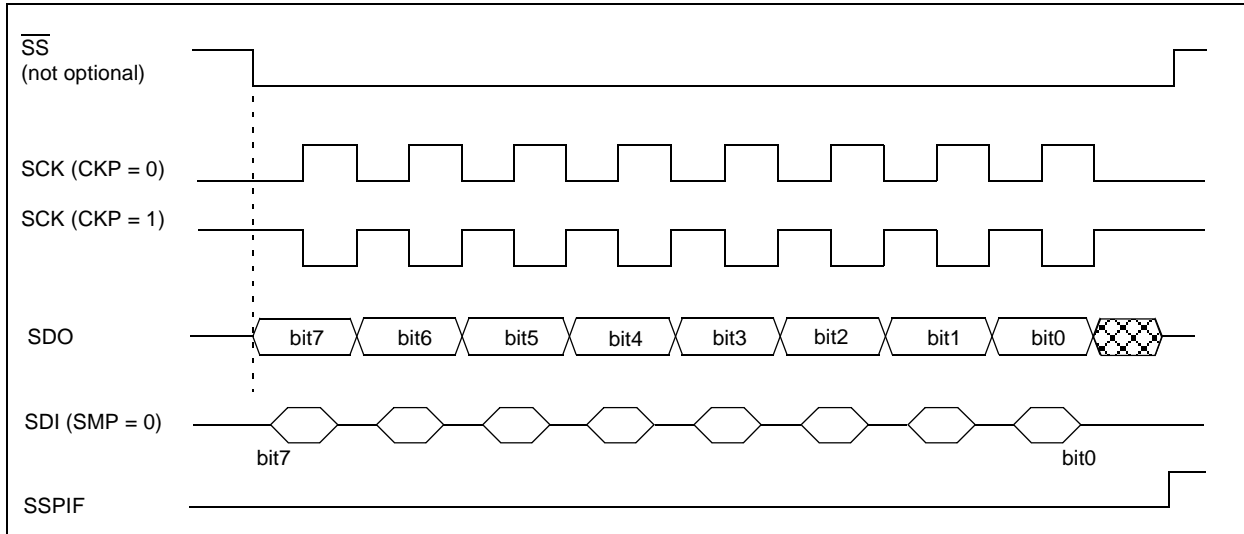 SS
(not optional)
SCK (CKP = 0)
SCK (CKP = 1)
SDO
bit7 bit6 bit5 bit4 bit3 bit2 bit1 bit0
SDI (SMP = 0)
bit7 bit0
SSPIF